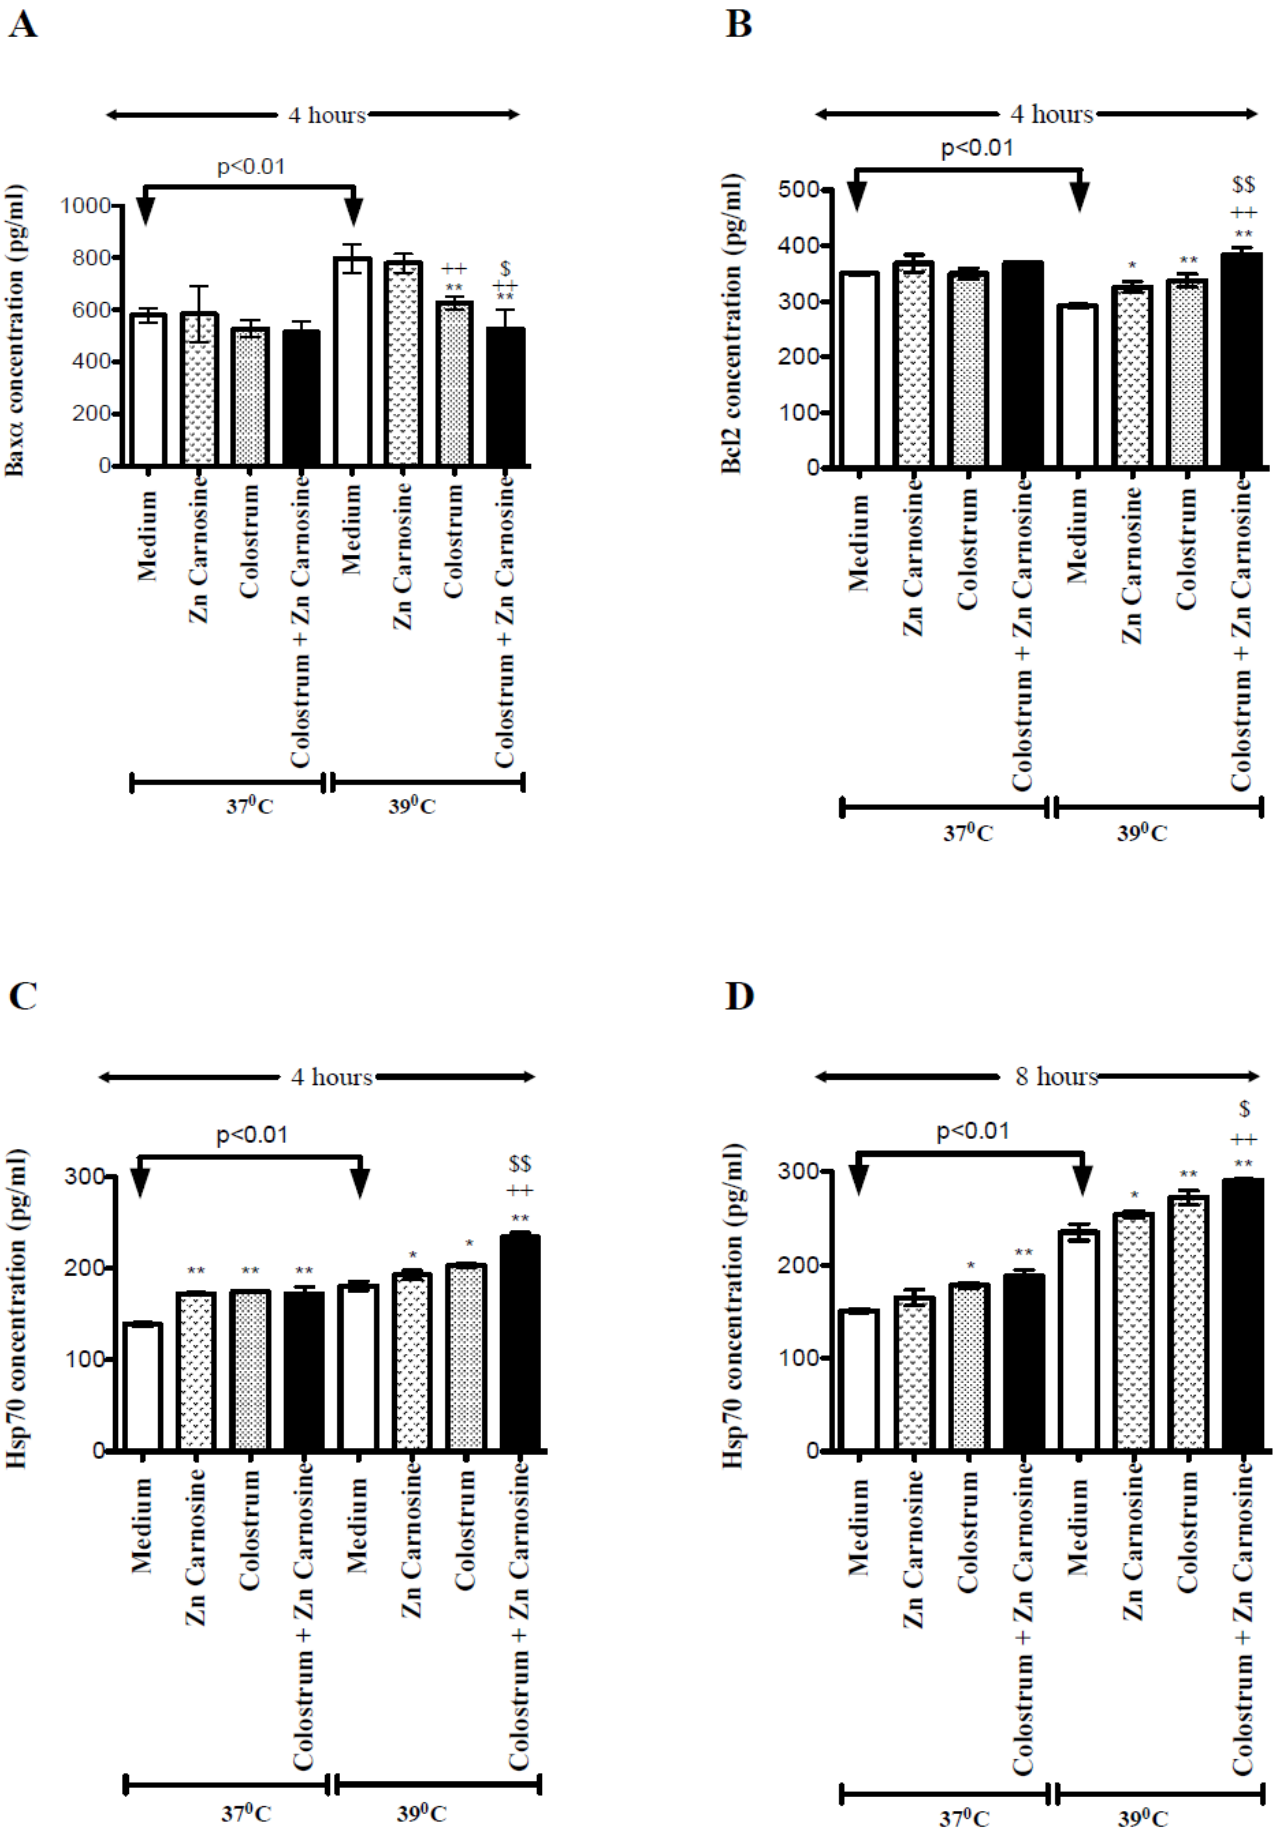 A
4 hours
p<0.01
Baxα concentration (pg/ml)
1000
800
600
400
200
0
++
**
$
++
**
Medium
Zn Carnosine
Colostrum
Colostrum + Zn Carnosine
Medium
Zn Carnosine
Colostrum
Colostrum + Zn Carnosine
37⁰C
39⁰C
B
4 hours
p<0.01
Bcl2 concentration (pg/ml)
500
400
300
200
100
0
*
**
$$
++
**
Medium
Zn Carnosine
Colostrum
Colostrum + Zn Carnosine
Medium
Zn Carnosine
Colostrum
Colostrum + Zn Carnosine
37⁰C
39⁰C
C
4 hours
p<0.01
Hsp70 concentration (pg/ml)
300
200
100
0
**
**
**
*
*
$$
++
**
Medium
Zn Carnosine
Colostrum
Colostrum + Zn Carnosine
Medium
Zn Carnosine
Colostrum
Colostrum + Zn Carnosine
37⁰C
39⁰C
D
8 hours
p<0.01
Hsp70 concentration (pg/ml)
300
200
100
0
*
**
*
**
$
++
**
Medium
Zn Carnosine
Colostrum
Colostrum + Zn Carnosine
Medium
Zn Carnosine
Colostrum
Colostrum + Zn Carnosine
37⁰C
39⁰C